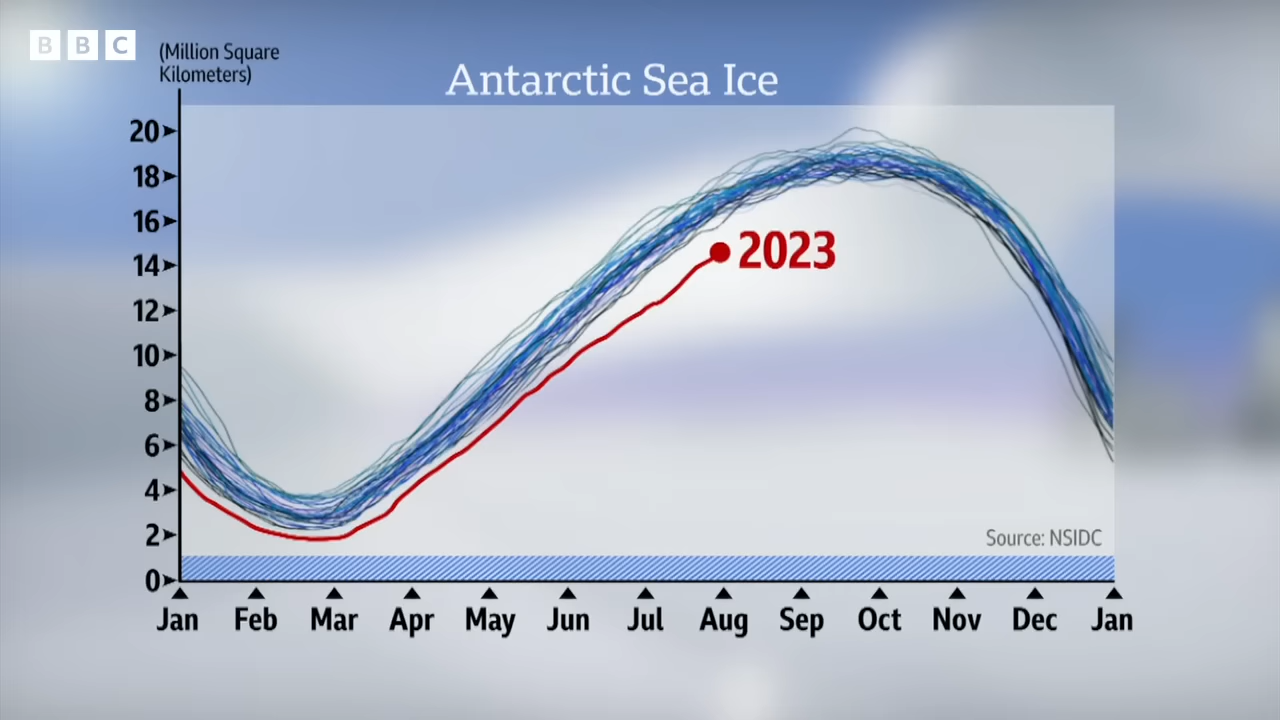 BBC
(Million Square
Kilometers)
Antarctic Sea Ice
20
18
16
14
12
10
8
6
4
2
0
2023
Source: NSIDC
Jan Feb Mar Apr May Jun Jul Aug Sep Oct Nov Dec Jan